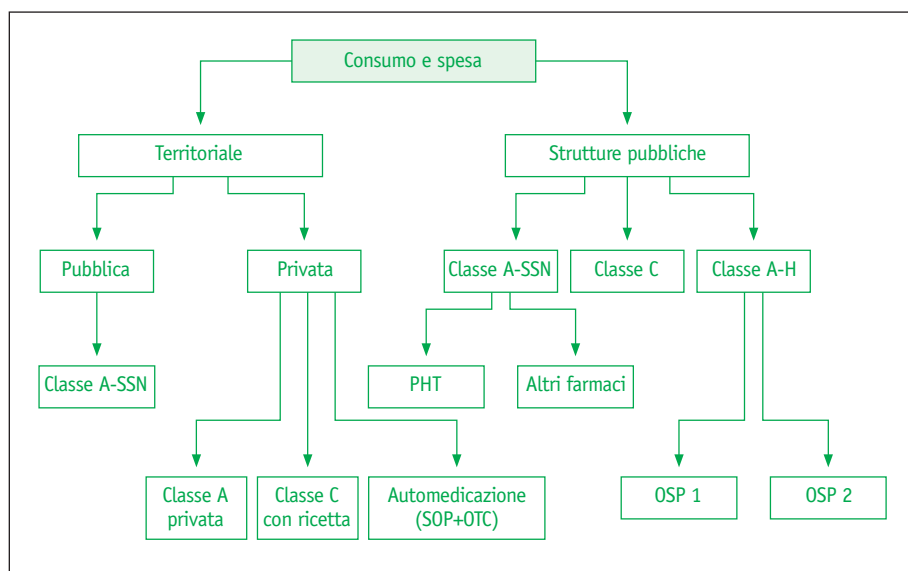 Consumo e spesa
Territoriale
Strutture pubbliche
Pubblica
Privata
Classe A-SSN
Classe C
Classe A-H
Classe A-SSN
PHT
Altri farmaci
Classe A
privata
Classe C
con ricetta
Automedicazione
(SOP+OTC)
OSP 1
OSP 2